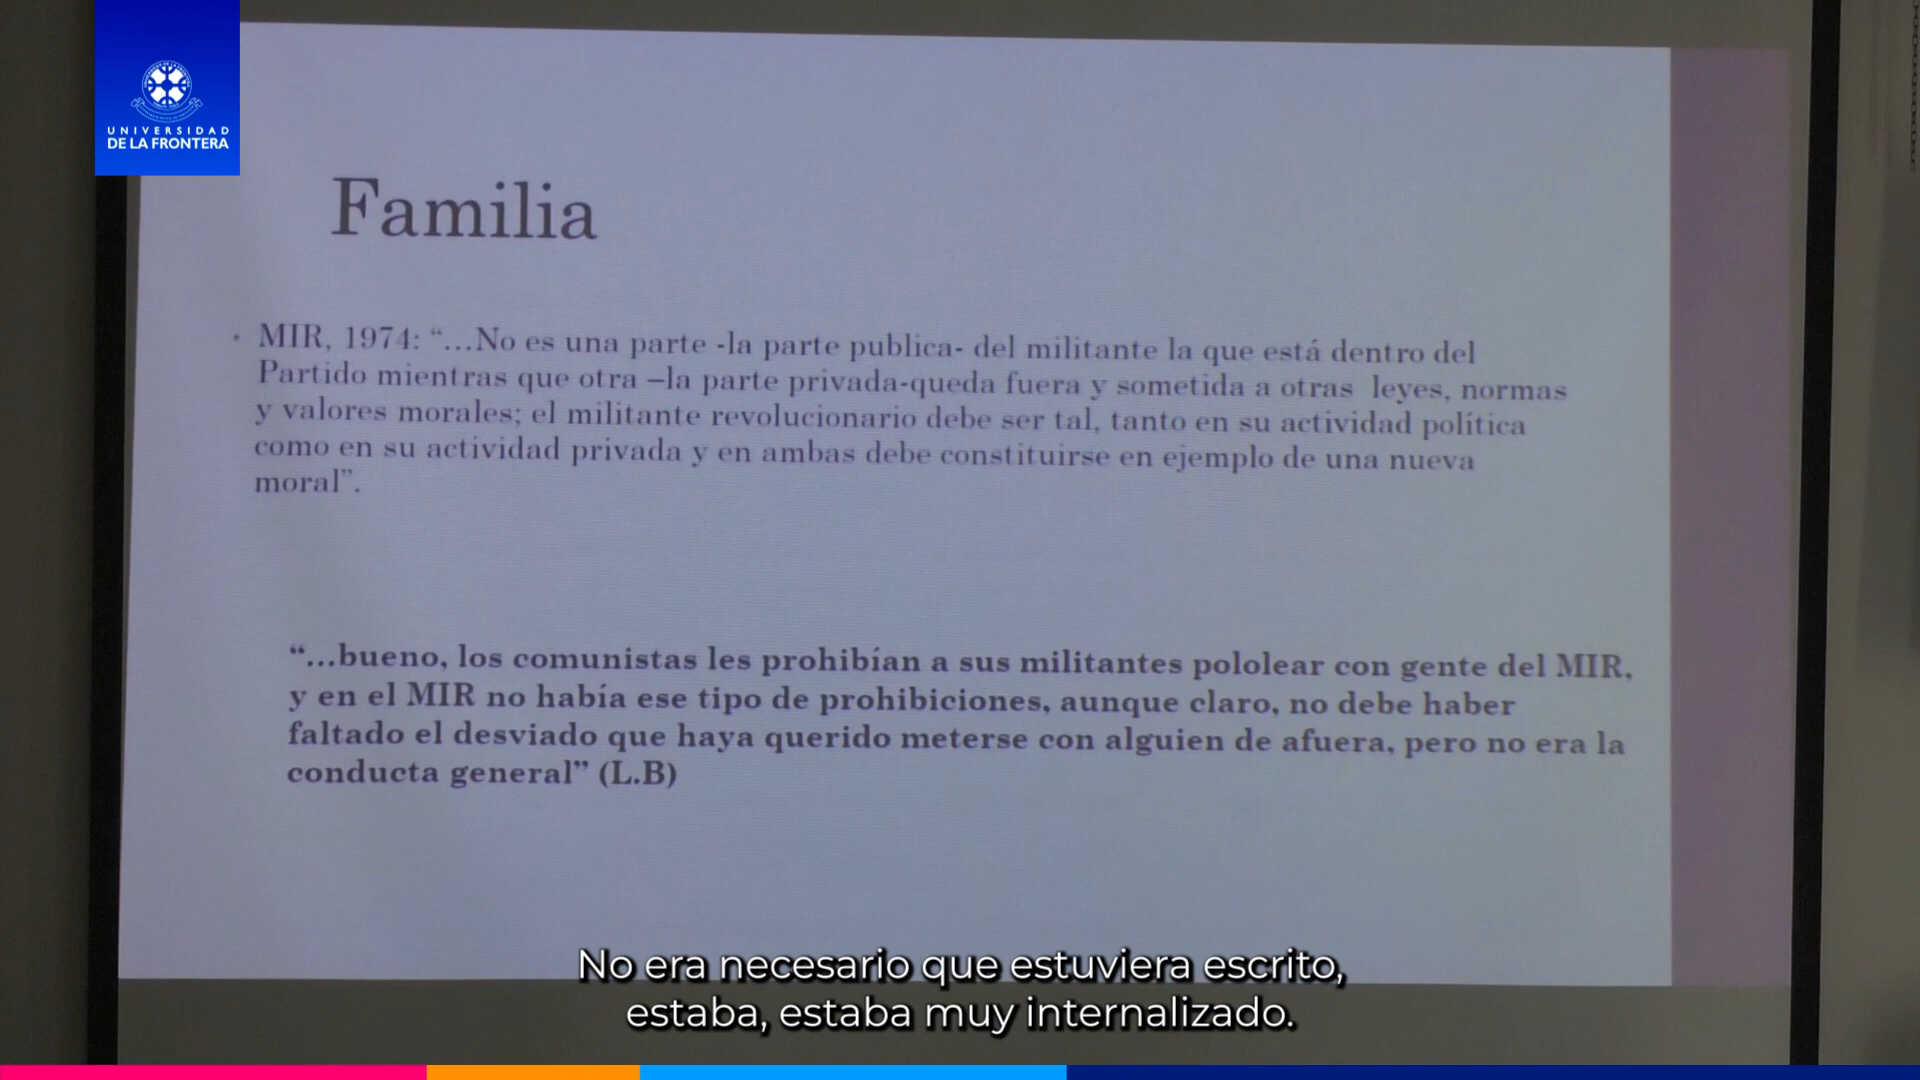 UNIVERSIDAD
DE LA FRONTERA
Familia
• MIR, 1974: “…No es una parte -la parte publica- del militante la que está dentro del
Partido mientras que otra –la parte privada-queda fuera y sometida a otras leyes, normas
y valores morales; el militante revolucionario debe ser tal, tanto en su actividad política
como en su actividad privada y en ambas debe constituirse en ejemplo de una nueva
moral”.
“…bueno, los comunistas les prohibían a sus militantes pololear con gente del MIR,
y en el MIR no había ese tipo de prohibiciones, aunque claro, no debe haber
faltado el desviado que haya querido meterse con alguien de afuera, pero no era la
conducta general” (L.B)
No era necesario que estuviera escrito,
estaba, estaba muy internalizado.